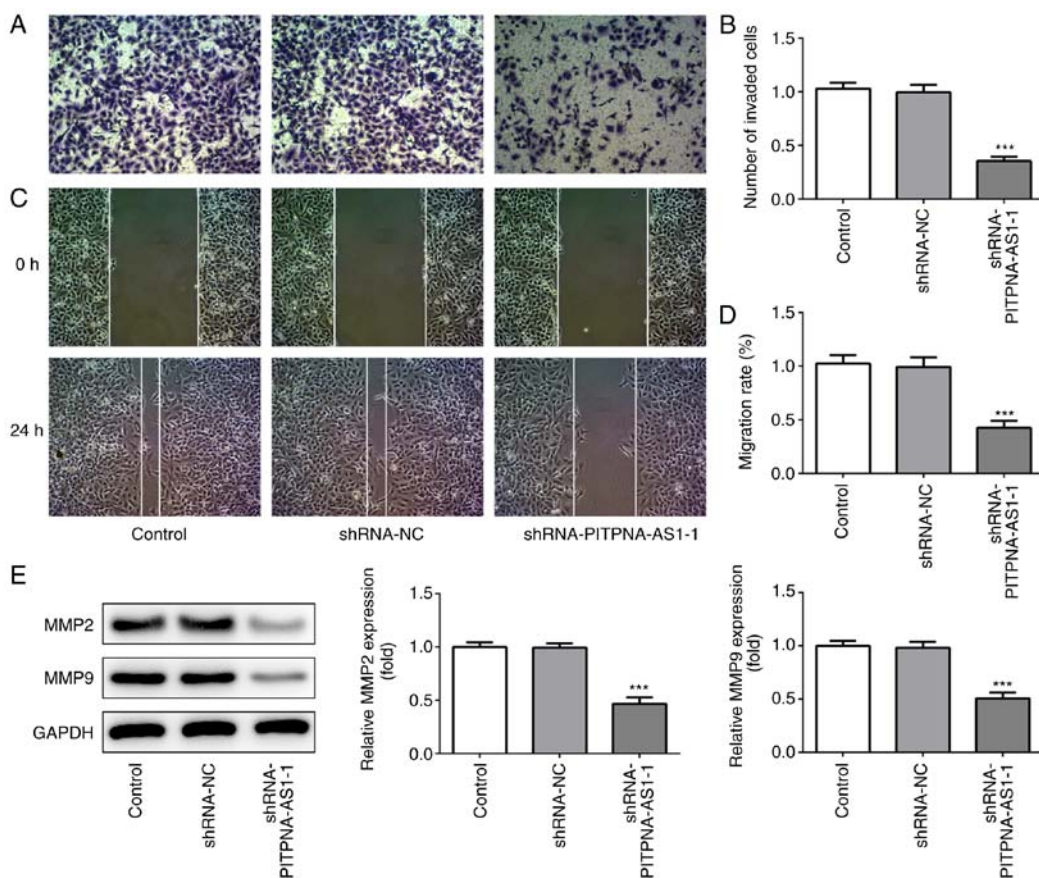 A
B
Number of invaded cells
1.5
1.0
0.5
0.0
Control
shRNA-NC
shRNA-
PITPNA-AS1-1
***
C
0 h
24 h
Control
shRNA-NC
shRNA-PITPNA-AS1-1
D
Migration rate (%)
1.5
1.0
0.5
0.0
Control
shRNA-NC
shRNA-
PITPNA-AS1-1
***
E
MMP2
MMP9
GAPDH
Control
shRNA-NC
shRNA-
PITPNA-AS1-1
Relative MMP2 expression
(fold)
1.5
1.0
0.5
0.0
Control
shRNA-NC
shRNA-
PITPNA-AS1-1
***
Relative MMP9 expression
(fold)
1.5
1.0
0.5
0.0
Control
shRNA-NC
shRNA-
PITPNA-AS1-1
***